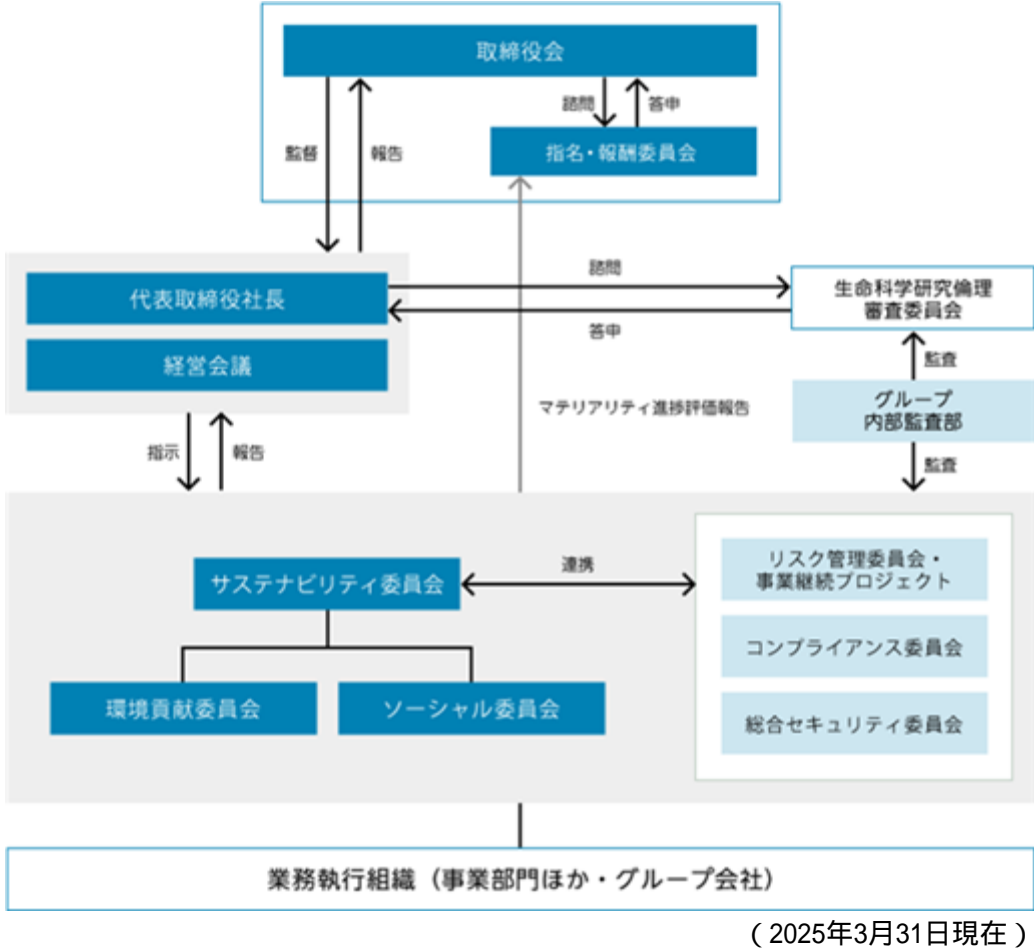 取締役会
諮問
答申
監督
報告
指名・報酬委員会
代表取締役社長
諮問
生命科学研究倫理
審査委員会
答申
経営会議
監査
マテリアリティ進捗評価報告
グループ
内部監査部
指示
報告
監査
サステナビリティ委員会
連携
リスク管理委員会・
事業継続プロジェクト
コンプライアンス委員会
環境貢献委員会
ソーシャル委員会
総合セキュリティ委員会
業務執行組織（事業部門ほか・グループ会社）
（2025年3月31日現在）